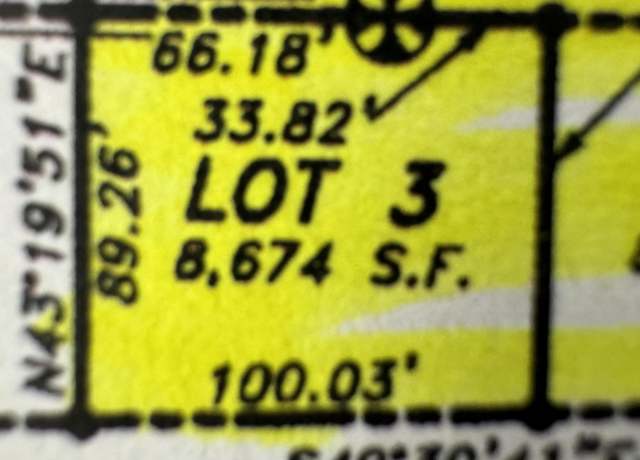 66.18'
33.82'
LOT 3
8,674 S.F.
100.03'
89.26'
N43°19'51"E